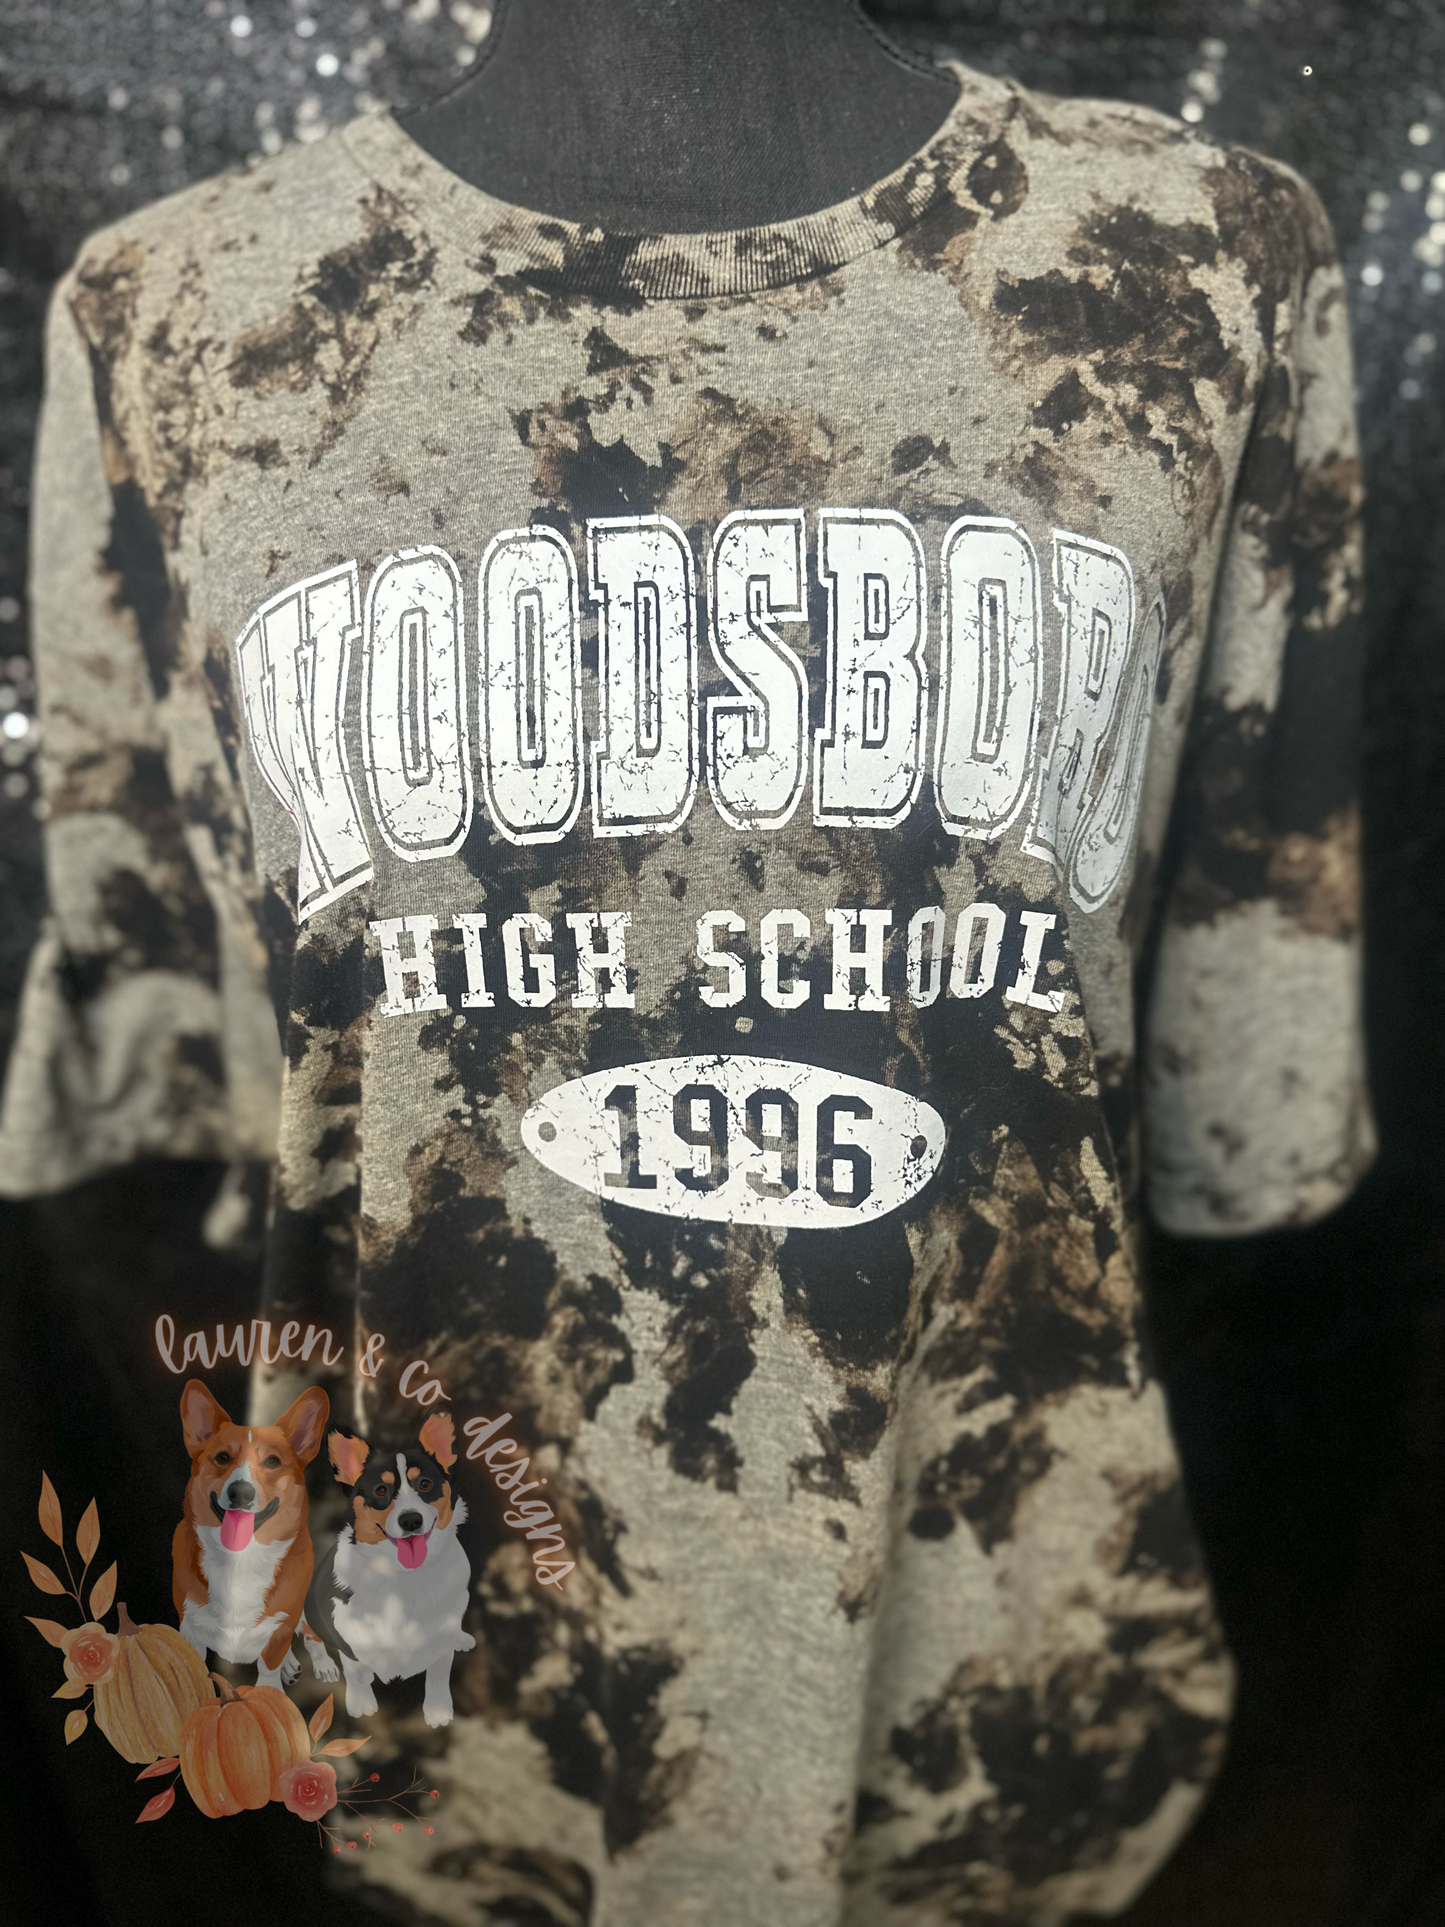 WOODSBORO
HIGH SCHOOL
1996
lauren & co designs